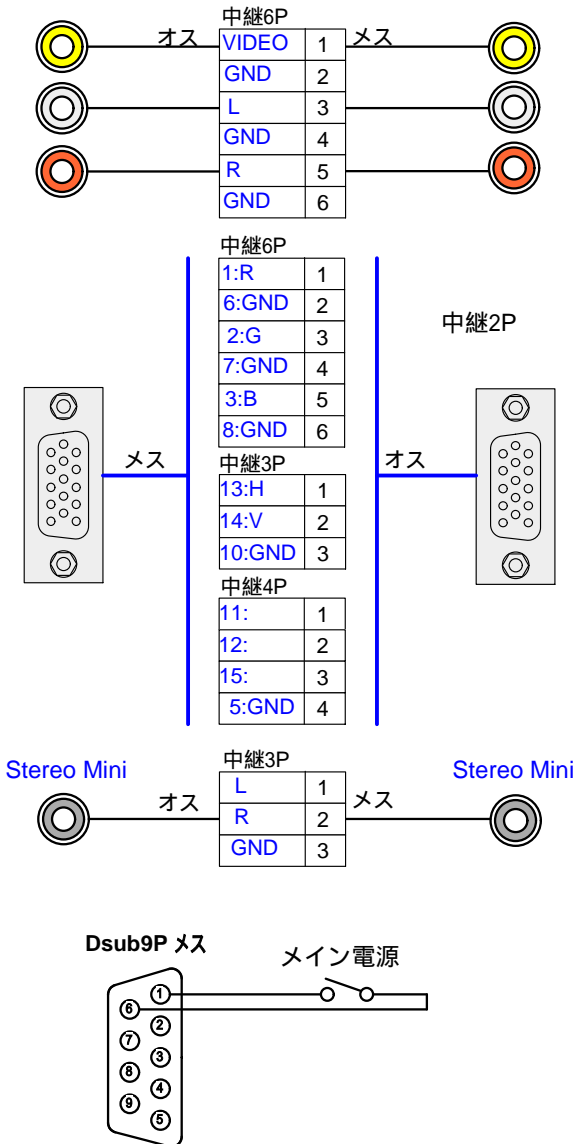 中継6P
オス VIDEO 1 メス
GND 2
L 3
GND 4
R 5
GND 6
中継6P
1:R 1
6:GND 2
中継2P
2:G 3
7:GND 4
3:B 5
8:GND 6
メス
オス
中継3P
13:H 1
14:V 2
10:GND 3
中継4P
11: 1
12: 2
15: 3
5:GND 4
中継3P
Stereo Mini
Stereo Mini
オス L 1 メス
R 2
GND 3
Dsub9P メス
メイン電源
1
6
2
7
3
8
4
9
5